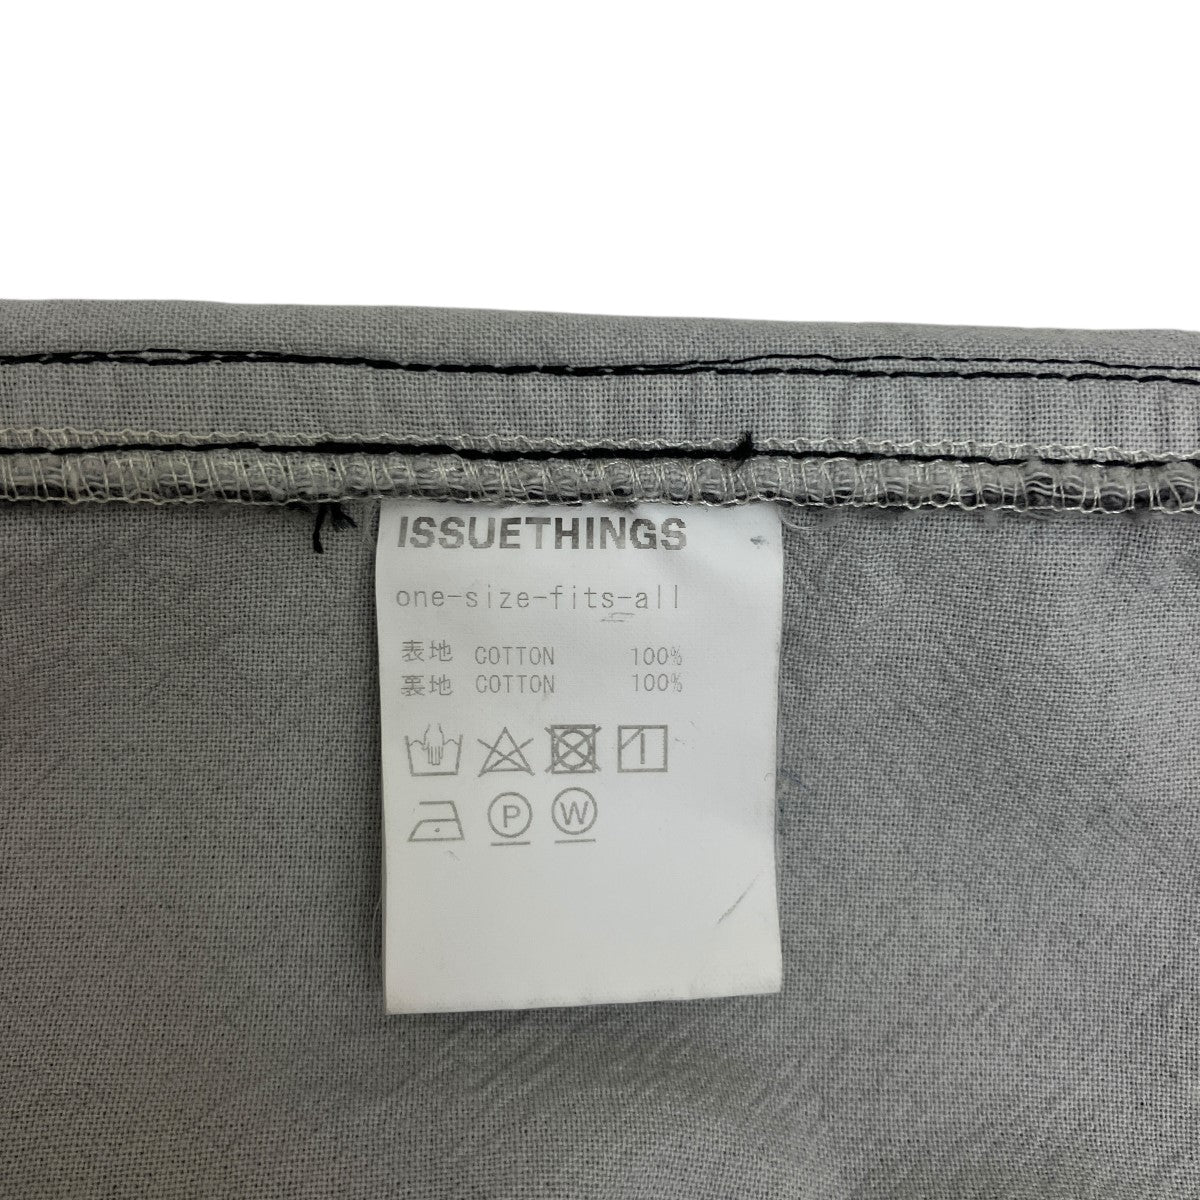 ISSUETHINGS
one-size-fits-all
表地 COTTON 100%
裏地 COTTON 100%
P W